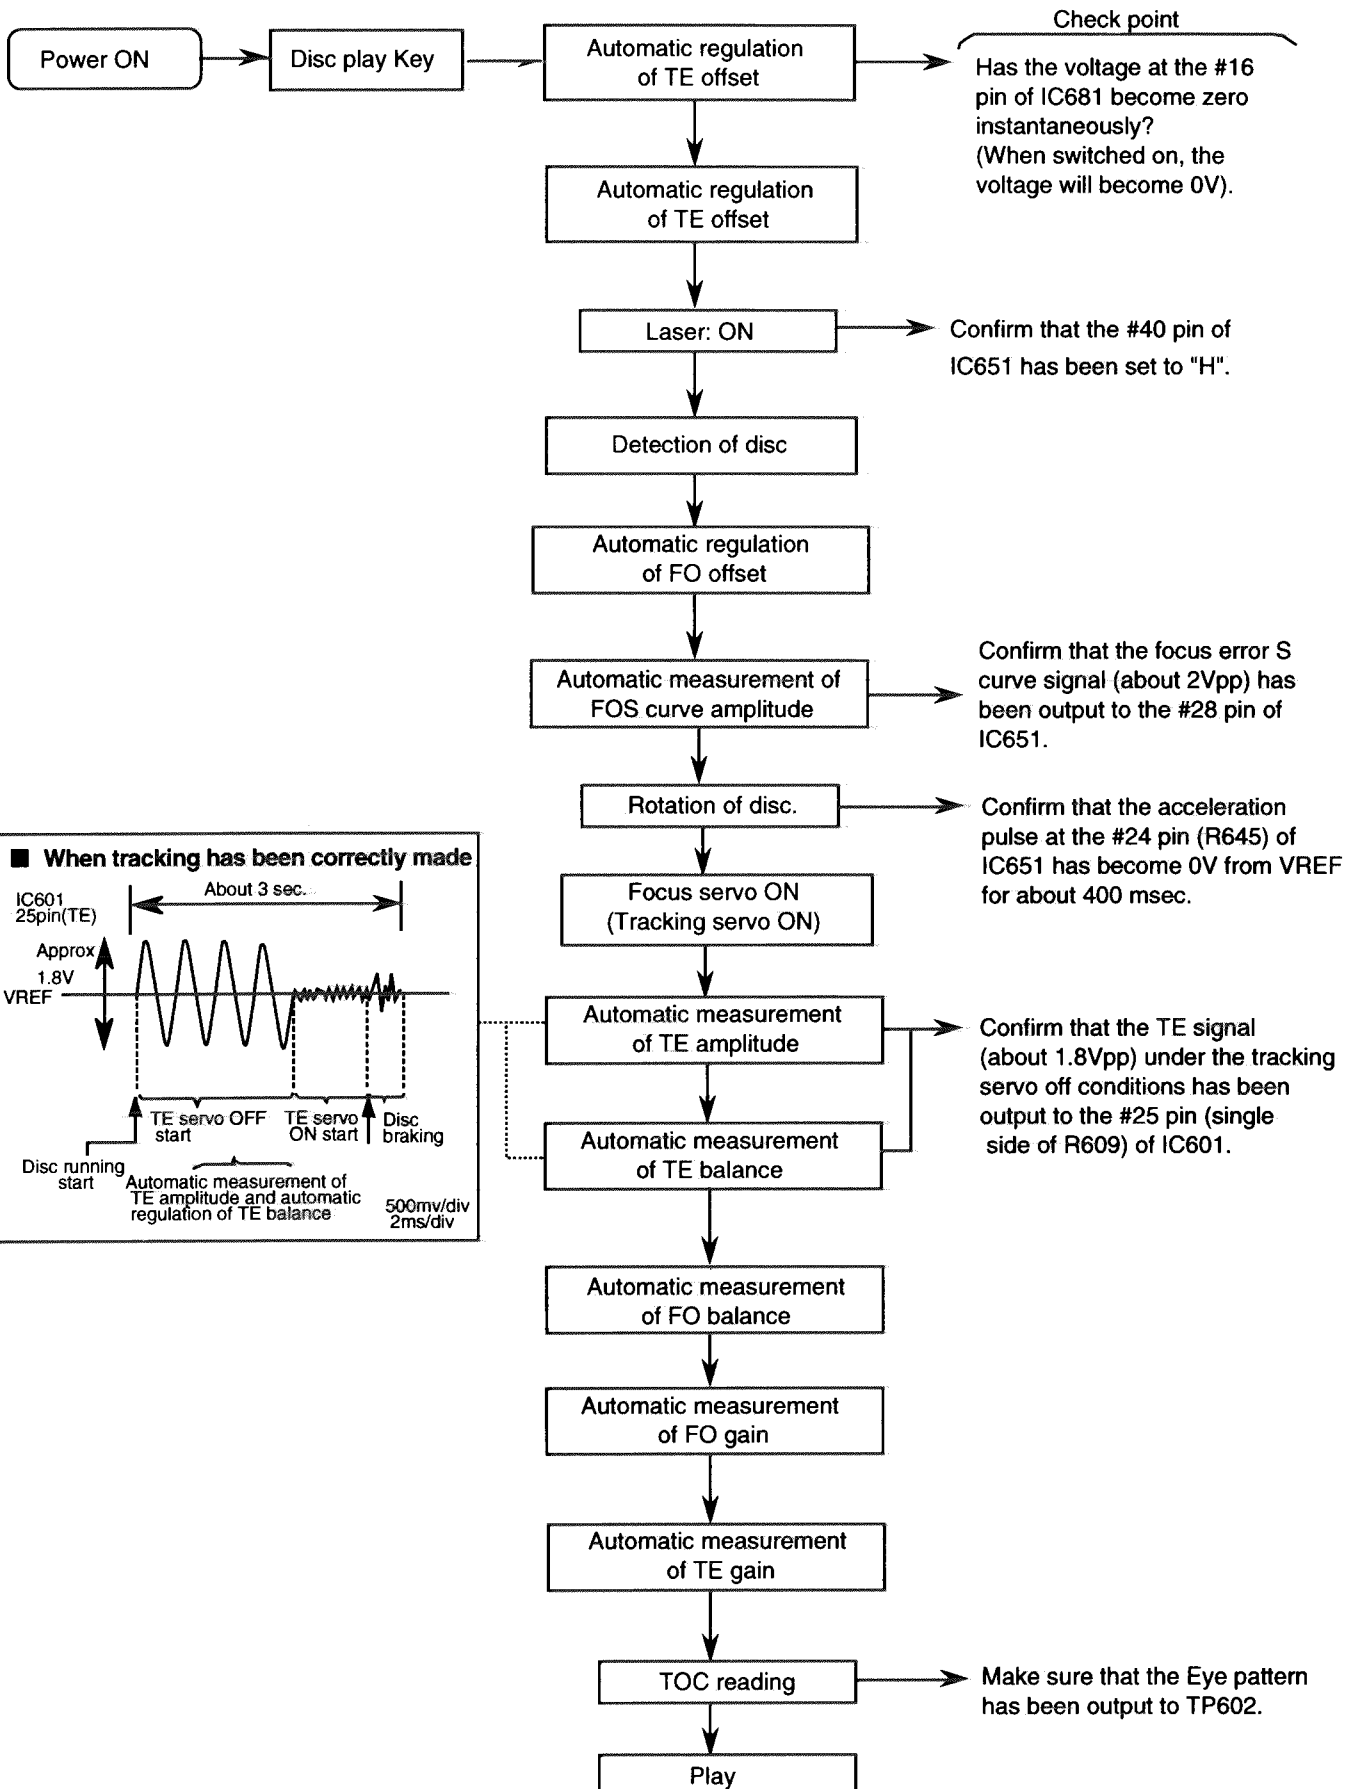 Power ON
Disc play Key
Automatic regulation
of TE offset
Check point
Has the voltage at the #16
pin of IC681 become zero
instantaneously?
(When switched on, the
voltage will become 0V).
Automatic regulation
of TE offset
Laser: ON
Confirm that the #40 pin of
IC651 has been set to "H".
Detection of disc
Automatic regulation
of FO offset
Automatic measurement of
FOS curve amplitude
Confirm that the focus error S
curve signal (about 2Vpp) has
been output to the #28 pin of
IC651.
Rotation of disc.
Confirm that the acceleration
pulse at the #24 pin (R645) of
IC651 has become 0V from VREF
for about 400 msec.
Focus servo ON
(Tracking servo ON)
■ When tracking has been correctly made
IC601
25pin(TE)
About 3 sec.
Approx
1.8V
VREF
TE servo OFF
start
TE servo
ON start
Disc
braking
Disc running
start
Automatic measurement of
TE amplitude and automatic
regulation of TE balance
500mv/div
2ms/div
Automatic measurement
of TE amplitude
Confirm that the TE signal
(about 1.8Vpp) under the tracking
servo off conditions has been
output to the #25 pin (single
side of R609) of IC601.
Automatic measurement
of TE balance
Automatic measurement
of FO balance
Automatic measurement
of FO gain
Automatic measurement
of TE gain
TOC reading
Make sure that the Eye pattern
has been output to TP602.
Play